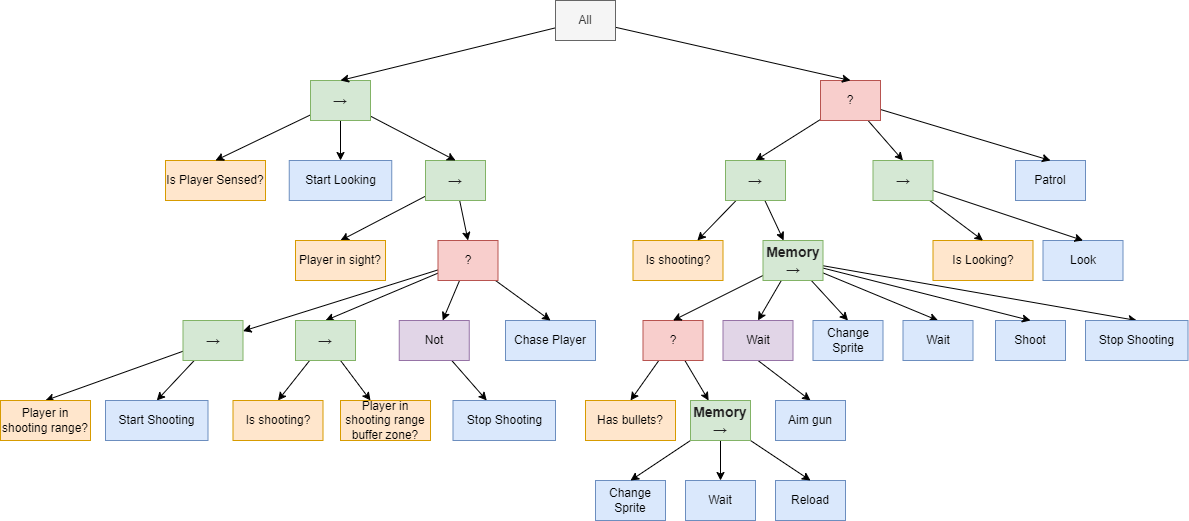 All
→
?
Is Player Sensed?
Start Looking
→
→
→
Patrol
Player in sight?
?
Is shooting?
Memory
→
Is Looking?
Look
→
→
Not
Chase Player
?
Wait
Change
Sprite
Wait
Shoot
Stop Shooting
Player in
shooting range?
Start Shooting
Is shooting?
Player in
shooting range
buffer zone?
Stop Shooting
Has bullets?
Memory
→
Aim gun
Change
Sprite
Wait
Reload